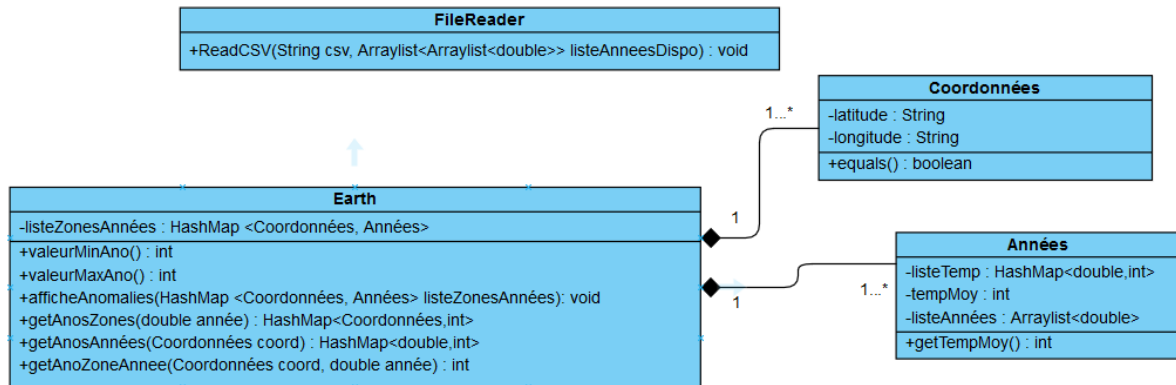 FileReader
+ReadCSV(String csv, Arraylist<Arraylist<double>> listeAnneesDispo) : void
Coordonnées
-latitude : String
-longitude : String
+equals() : boolean
1...*
1
Earth
-listeZonesAnnées : HashMap <Coordonnées, Années>
+valeurMinAno() : int
+valeurMaxAno() : int
+afficheAnomalies(HashMap <Coordonnées, Années> listeZonesAnnées): void
+getAnosZones(double année) : HashMap<Coordonnées,int>
+getAnosAnnées(Coordonnées coord) : HashMap<double,int>
+getAnoZoneAnnee(Coordonnées coord, double année) : int
1
1...*
Années
-listeTemp : HashMap<double,int>
-tempMoy : int
-listeAnnées : Arraylist<double>
+getTempMoy() : int